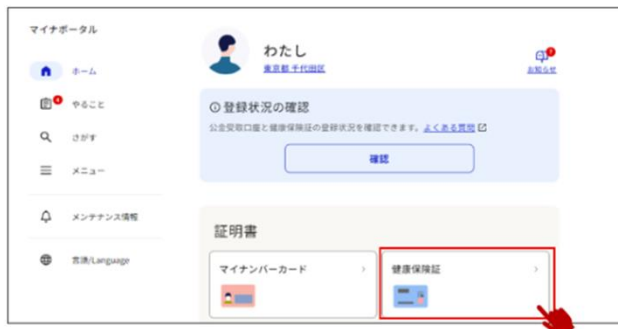 マイナポータル
ホーム
やること
さがす
メニュー
メンテナンス情報
言語/Language
わたし
東京都 千代田区
お知らせ
登録状況の確認
公金受取口座と健康保険証の登録状況を確認できます。よくある質問
確認
証明書
マイナンバーカード
健康保険証